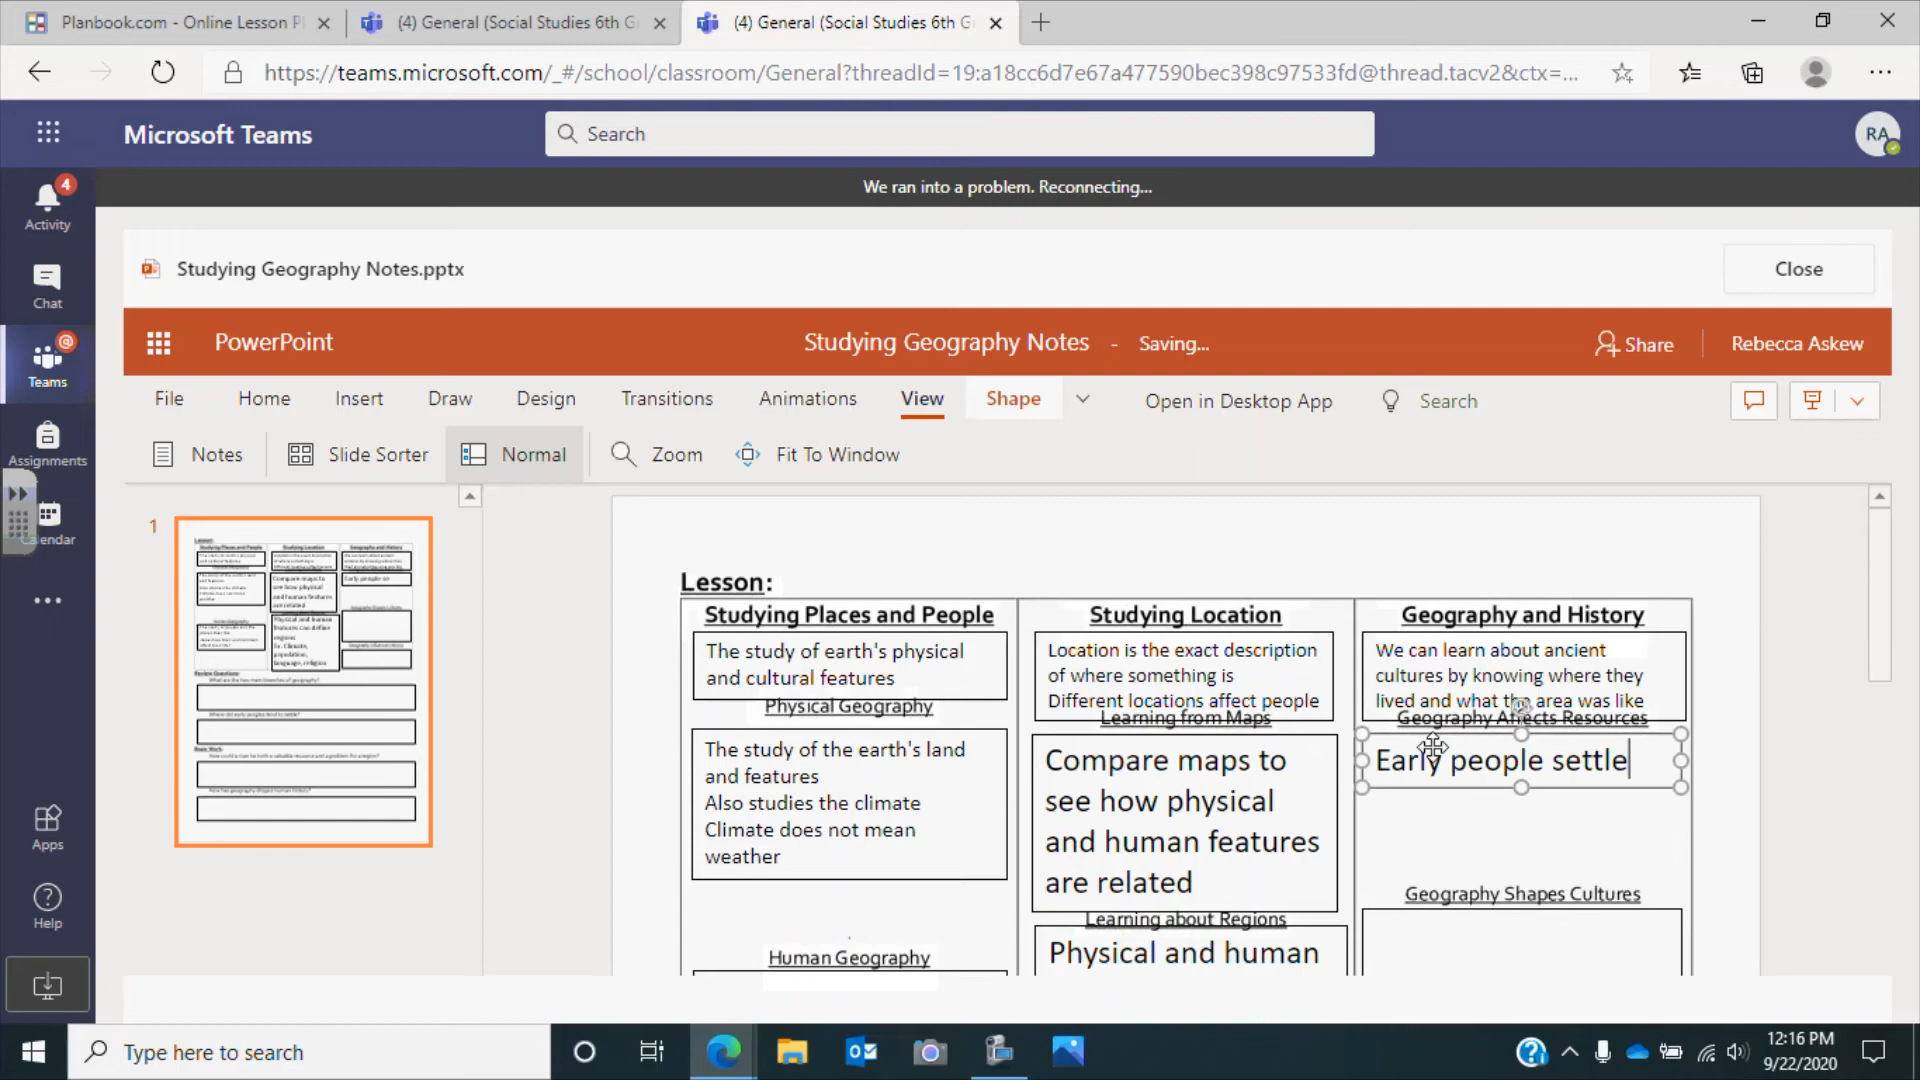 Planbook.com - Online Lesson P
(4) General (Social Studies 6th G
(4) General (Social Studies 6th G
https://teams.microsoft.com/_#/school/classroom/General?threadId=19:a18cc6d7e67a477590bec398c97533fd@thread.tacv2&ctx=...
Microsoft Teams
Search
RA
We ran into a problem. Reconnecting...
4
Activity
Chat
Teams
Assignments
Calendar
Apps
Help
Studying Geography Notes.pptx
Close
PowerPoint
Studying Geography Notes - Saving...
Share
Rebecca Askew
File Home Insert Draw Design Transitions Animations View Shape Open in Desktop App Search
Notes Slide Sorter Normal Zoom Fit To Window
1
Lesson:
Studying Places and People
The study of earth's physical
and cultural features
Physical Geography
The study of the earth's land
and features
Also studies the climate
Climate does not mean
weather
Human Geography
Studying Location
Location is the exact description
of where something is
Different locations affect people
Learning from Maps
Compare maps to
see how physical
and human features
are related
Learning about Regions
Physical and human
Geography and History
We can learn about ancient
cultures by knowing where they
lived and what the area was like
Geography Affects Resources
Early people settle
Geography Shapes Cultures
Type here to search
12:16 PM
9/22/2020